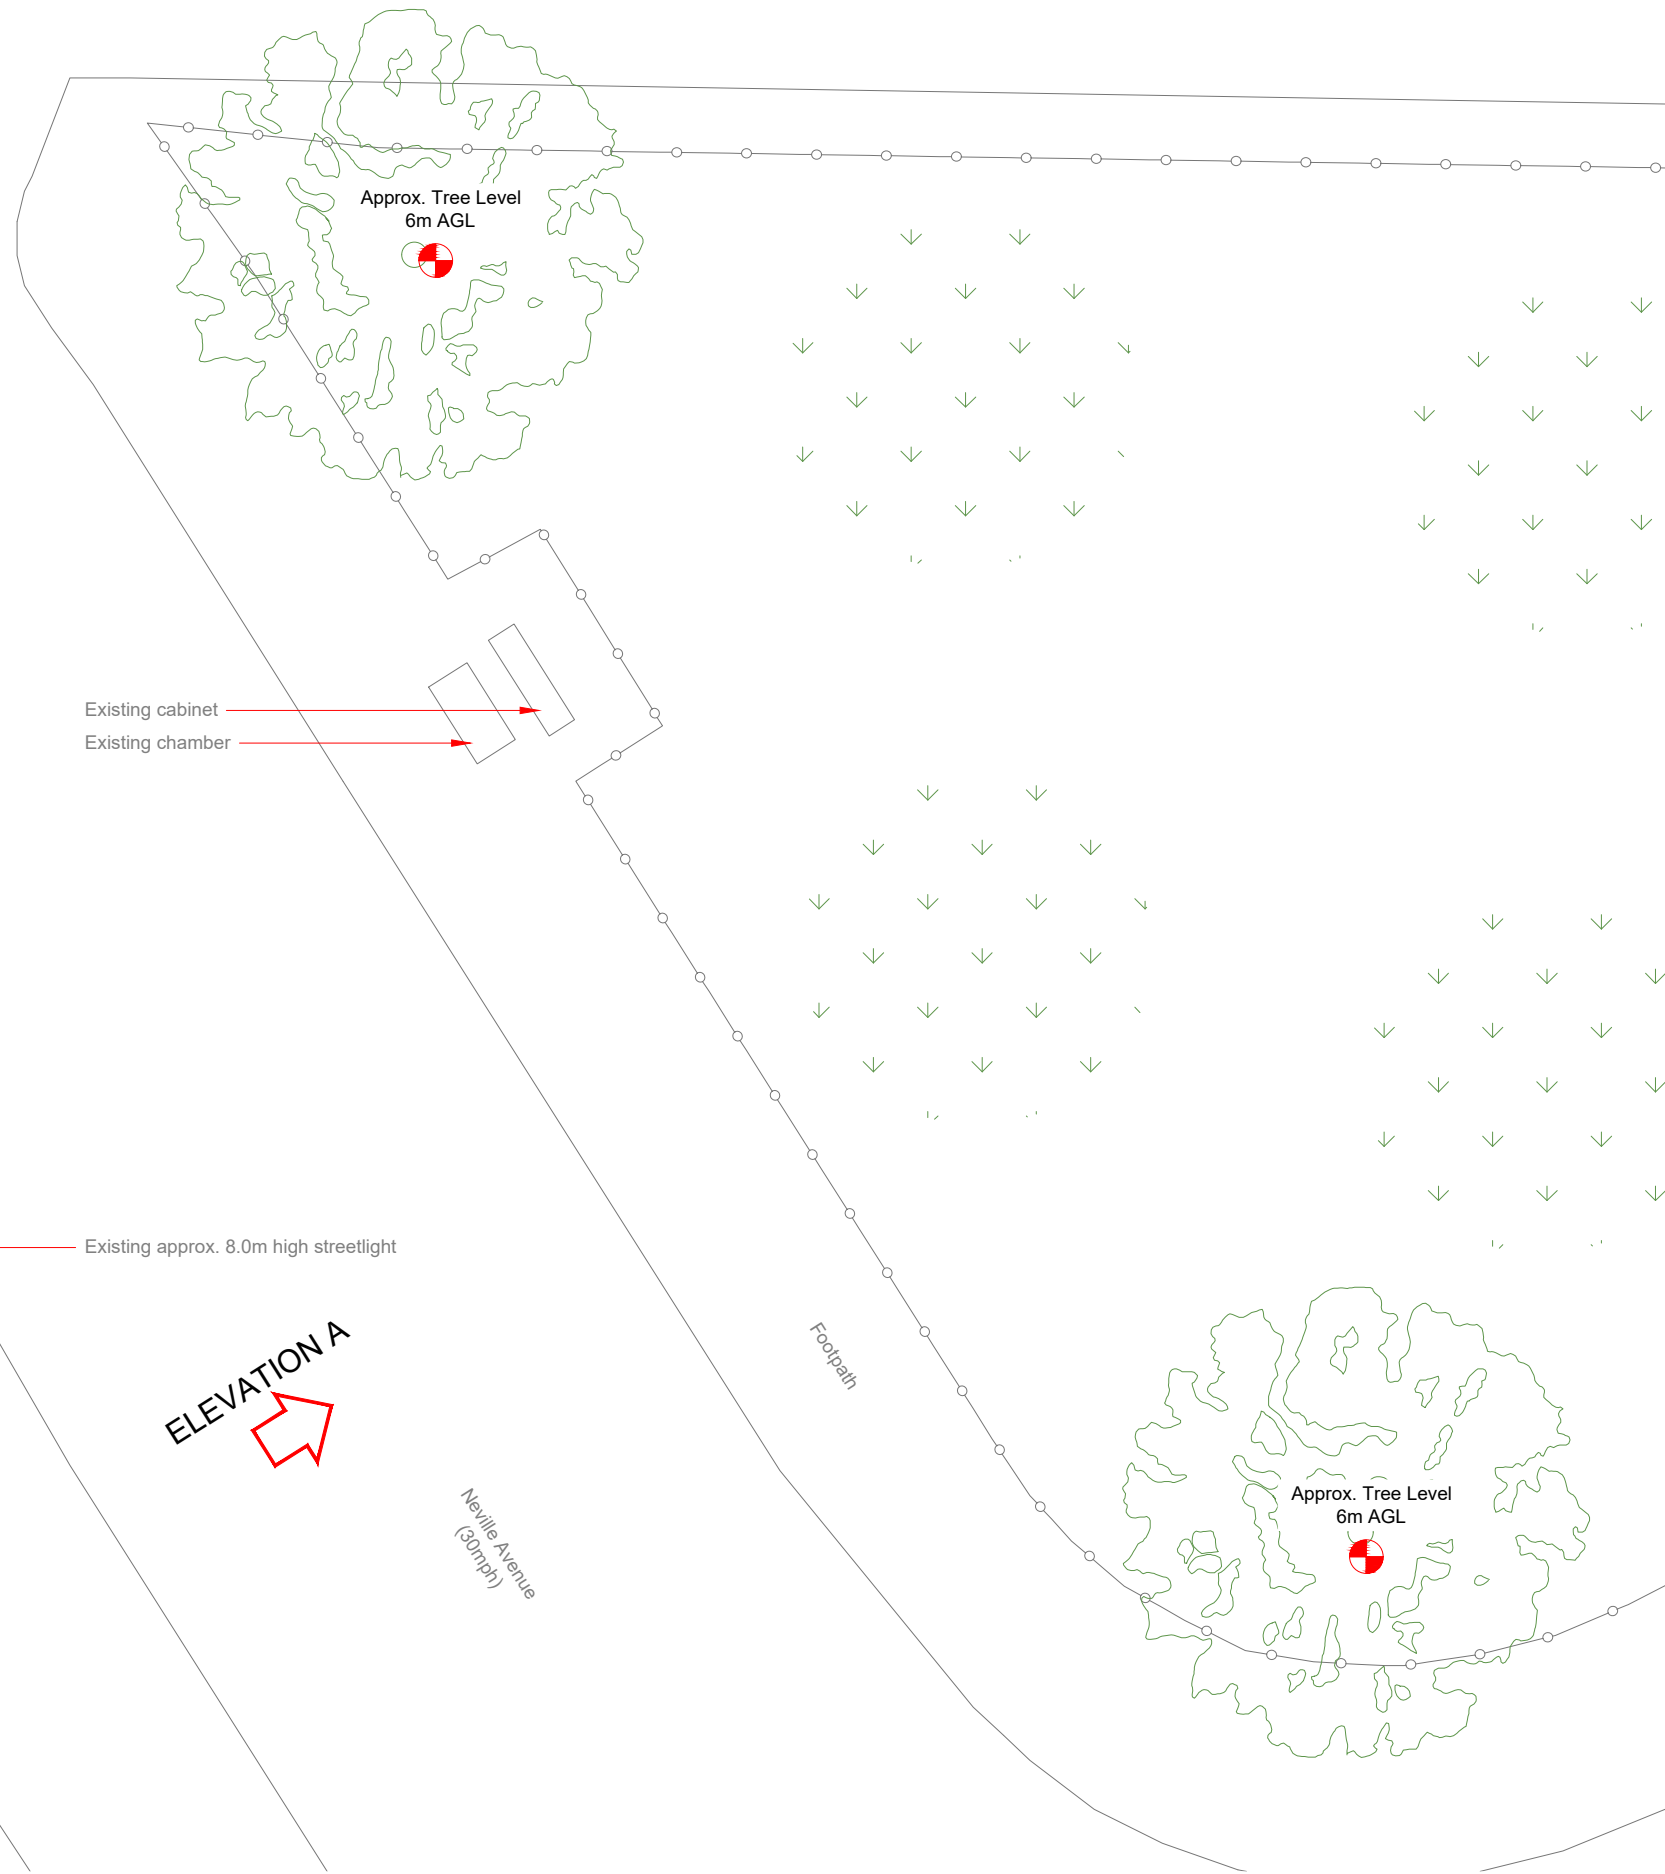 Approx. Tree Level
6m AGL
Existing cabinet
Existing chamber
Existing approx. 8.0m high streetlight
ELEVATION A
Footpath
Neville Avenue
(30mph)
Approx. Tree Level
6m AGL